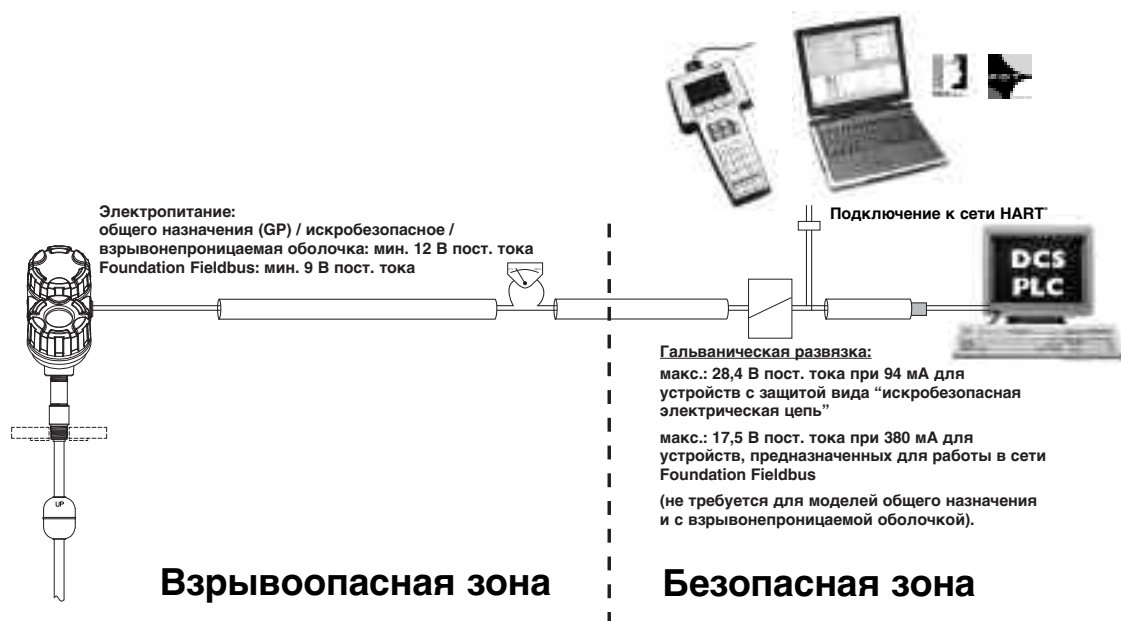 Электропитание:
общего назначения (GP) / искробезопасное /
взрывонепроницаемая оболочка: мин. 12 В пост. тока
Foundation Fieldbus: мин. 9 В пост. тока
Подключение к сети HART
DCS
PLC
UP
Гальваническая развязка:
макс.: 28,4 В пост. тока при 94 мА для
устройств с защитой вида “искробезопасная
электрическая цепь”
макс.: 17,5 В пост. тока при 380 мА для
устройств, предназначенных для работы в сети
Foundation Fieldbus
(не требуется для моделей общего назначения
и с взрывонепроницаемой оболочкой).
Взрывоопасная зона
Безопасная зона